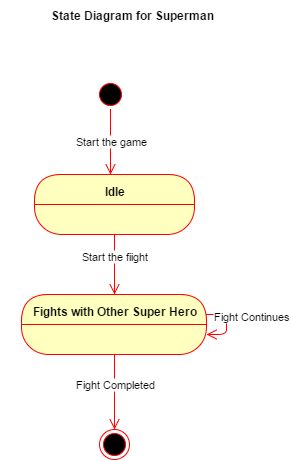 State Diagram for Superman
Start the game
Idle
Start the fiight
Fights with Other Super Hero
Fight Continues
Fight Completed